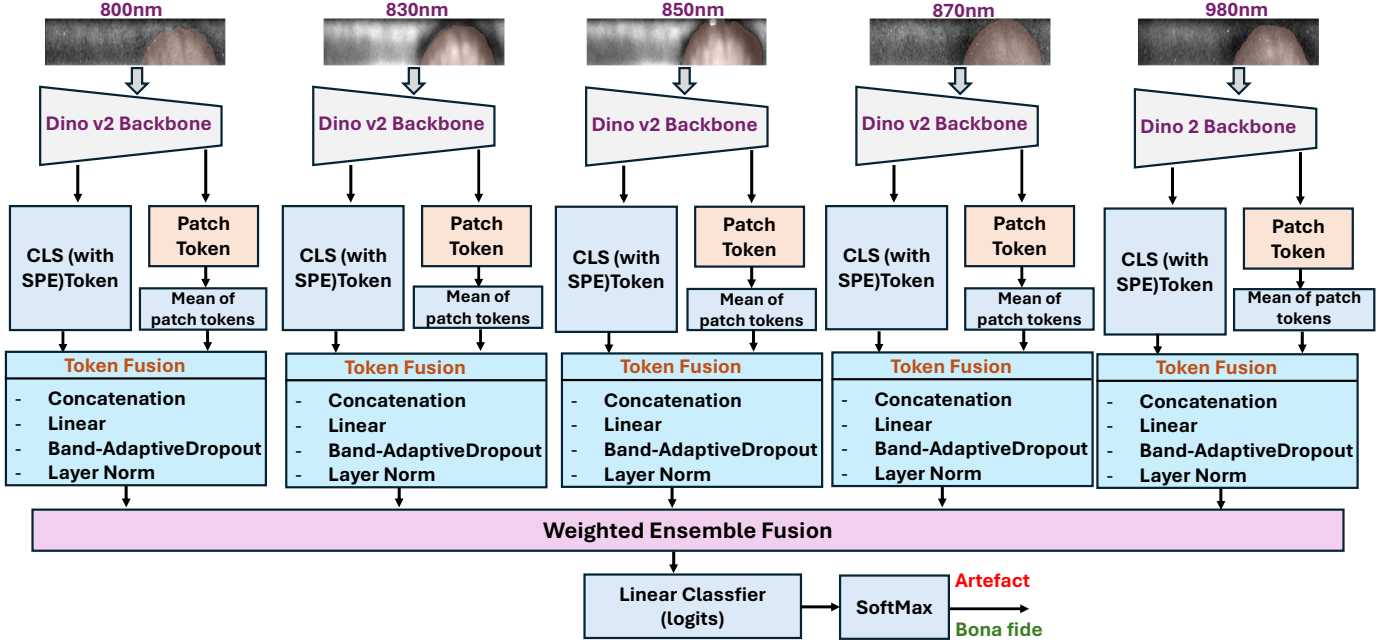 800nm
830nm
850nm
870nm
980nm
Dino v2 Backbone
Dino v2 Backbone
Dino v2 Backbone
Dino v2 Backbone
Dino 2 Backbone
CLS (with
SPE)Token
Patch
Token
Mean of
patch tokens
CLS (with
SPE)Token
Patch
Token
Mean of
patch tokens
CLS (with
SPE)Token
Patch
Token
Mean of
patch tokens
CLS (with
SPE)Token
Patch
Token
Mean of
patch tokens
CLS (with
SPE)Token
Patch
Token
Mean of patch
tokens
Token Fusion
- Concatenation
- Linear
- Band-AdaptiveDropout
- Layer Norm
Token Fusion
- Concatenation
- Linear
- Band-AdaptiveDropout
- Layer Norm
Token Fusion
- Concatenation
- Linear
- Band-AdaptiveDropout
- Layer Norm
Token Fusion
- Concatenation
- Linear
- Band-AdaptiveDropout
- Layer Norm
Token Fusion
- Concatenation
- Linear
- Band-AdaptiveDropout
- Layer Norm
Weighted Ensemble Fusion
Linear Classfier
(logits)
SoftMax
Artefact
Bona fide